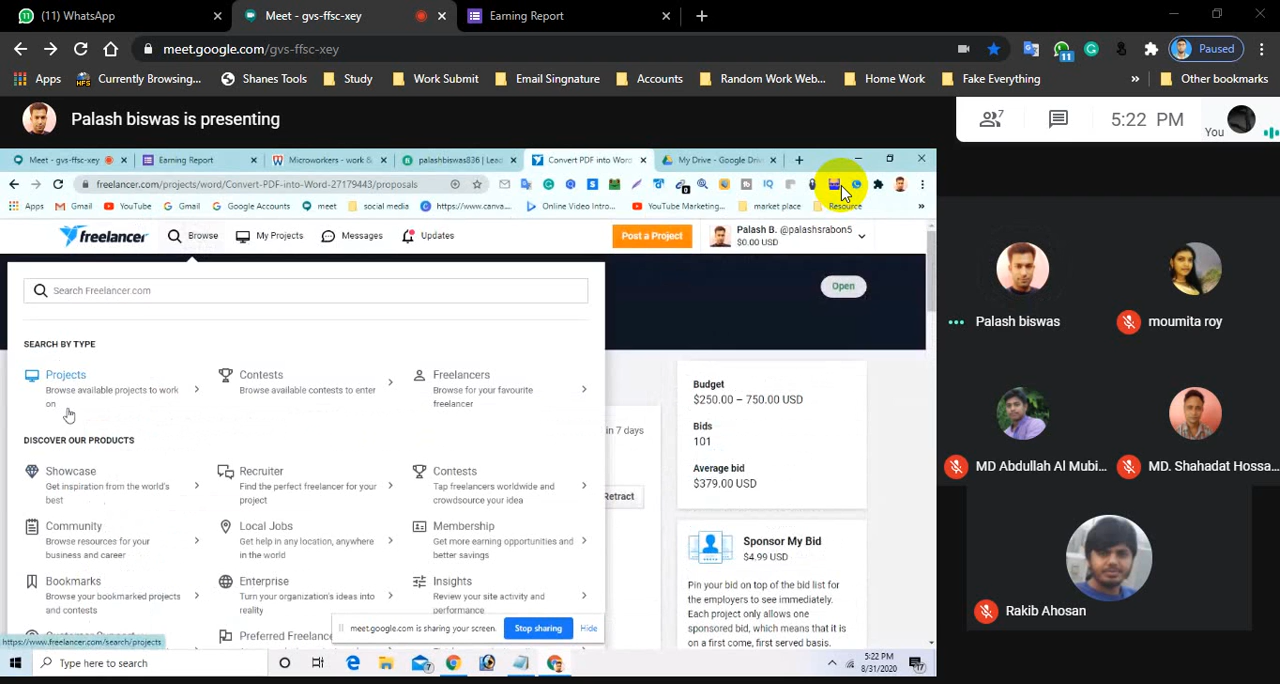 (11) WhatsApp
Meet - gvs-ffsc-xey
Earning Report
meet.google.com/gvs-ffsc-xey
11
Paused
Apps
Currently Browsing...
Shanes Tools
Study
Work Submit
Email Singnature
Accounts
Random Work Web...
Home Work
Fake Everything
»
Other bookmarks
Palash biswas is presenting
7
5:22 PM
You
Meet - gvs-ffsc-xey
Earning Report
Microworkers - work &
palashbiswas836 | Lead
Convert PDF into Word
My Drive - Google Drive
freelancer.com/projects/word/Convert-PDF-into-Word-27179443/proposals
Apps
Gmail
YouTube
Gmail
Google Accounts
meet
social media
https://www.canva...
Online Video Intro...
YouTube Marketing...
market place
Resource
»
freelancer
Browse
My Projects
Messages
Updates
Post a Project
Palash B. @palashsrabon5
$0.00 USD
Search Freelancer.com
Open
SEARCH BY TYPE
Projects
Browse available projects to work
on
Contests
Browse available contests to enter
Freelancers
Browse for your favourite
freelancer
DISCOVER OUR PRODUCTS
Showcase
Get inspiration from the world's
best
Recruiter
Find the perfect freelancer for your
project
Contests
Tap freelancers worldwide and
crowdsource your idea
Community
Browse resources for your
business and career
Local Jobs
Get help in any location, anywhere
in the world
Membership
Get more earning opportunities and
better savings
Bookmarks
Browse your bookmarked projects
and contests
Enterprise
Turn your organization's ideas into
reality
Insights
Review your site activity and
performance
Customer Support
Preferred Freelance
in 7 days
Retract
Budget
$250.00 – 750.00 USD
Bids
101
Average bid
$379.00 USD
Sponsor My Bid
$4.99 USD
Pin your bid on top of the bid list for
the employers to see immediately.
Each project only allows one
sponsored bid, which means it is
on a first come, first served basis.
meet.google.com is sharing your screen.
Stop sharing
Hide
https://www.freelancer.com/search/projects
Type here to search
7
5:22 PM
8/31/2020
17
Palash biswas
moumita roy
MD Abdullah Al Mubi...
MD. Shahadat Hossa...
Rakib Ahosan